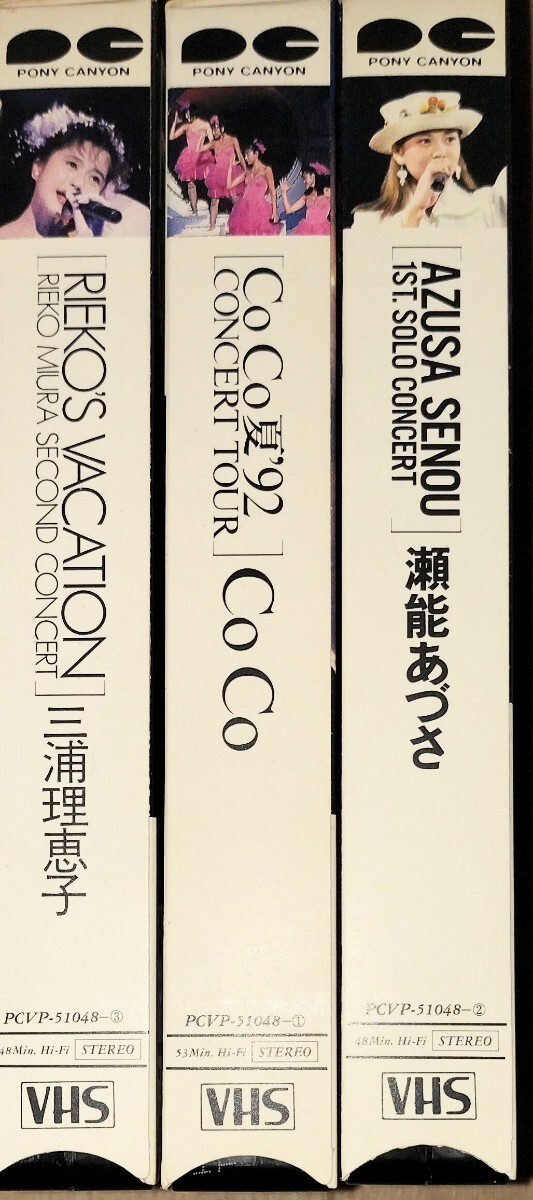 PONY CANYON
[RIEKO'S VACATION
RIEKO MIURA SECOND CONCERT]
三浦理恵子
PCVP-51048-③
48Min. Hi-Fi STEREO
VHS
PONY CANYON
[CoCo夏'92
CONCERT TOUR]
CoCo
PCVP-51048-①
53Min. Hi-Fi STEREO
VHS
PONY CANYON
[AZUSA SENOU
1ST. SOLO CONCERT]
瀬能あづさ
PCVP-51048-②
48Min. Hi-Fi STEREO
VHS